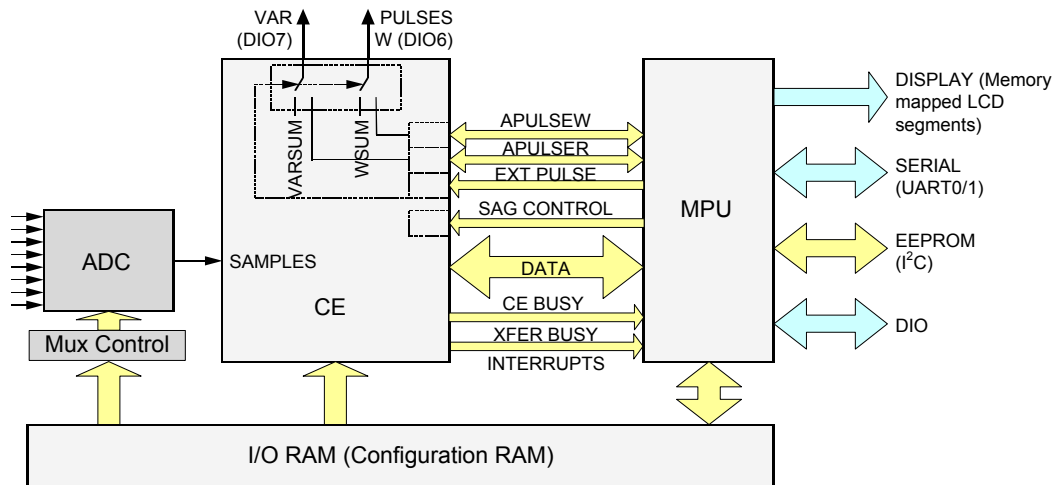 VAR
(DIO7)
PULSES
W (DIO6)
VARSUM
WSUM
APULSEW
APULSER
EXT PULSE
SAG CONTROL
DATA
CE BUSY
XFER BUSY
INTERRUPTS
SAMPLES
CE
ADC
Mux Control
MPU
DISPLAY (Memory
mapped LCD
segments)
SERIAL
(UART0/1)
EEPROM
(I²C)
DIO
I/O RAM (Configuration RAM)